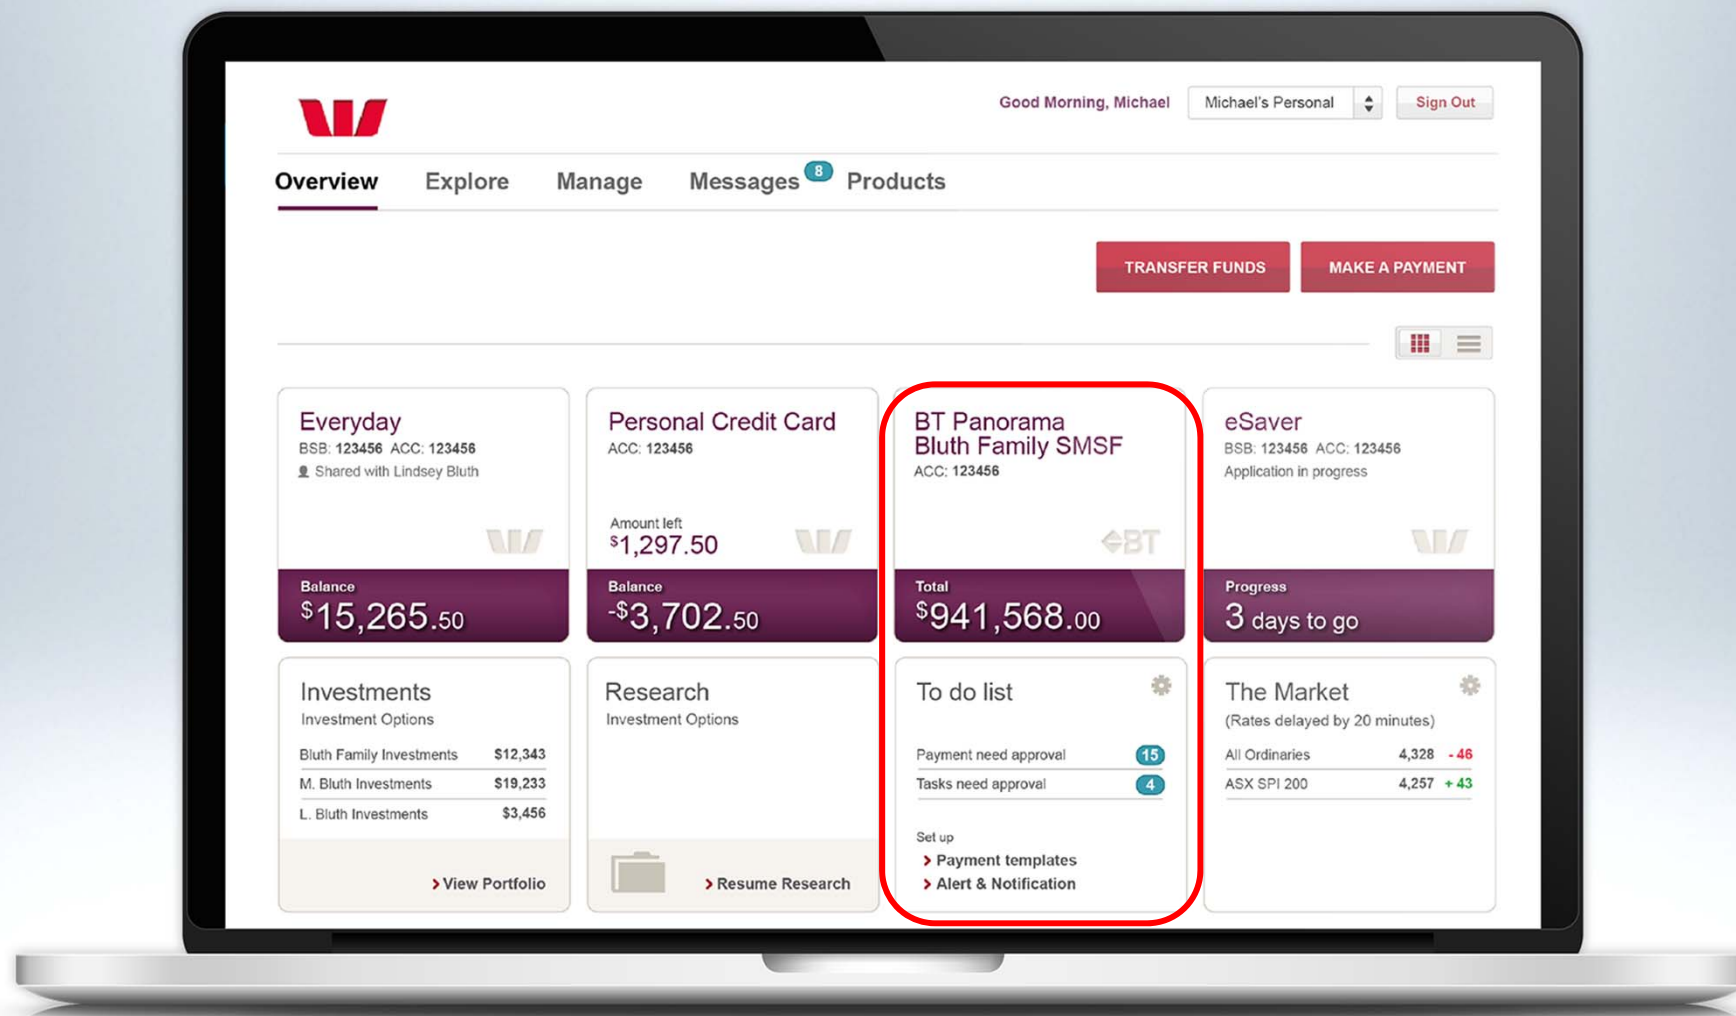 Good Morning, Michael
Michael's Personal
Sign Out
Overview
Explore
Manage
Messages 8
Products
TRANSFER FUNDS
MAKE A PAYMENT
Everyday
BSB: 123456 ACC: 123456
Shared with Lindsey Bluth
Balance
$15,265.50
Personal Credit Card
ACC: 123456
Amount left
$1,297.50
Balance
-$3,702.50
BT Panorama
Bluth Family SMSF
ACC: 123456
BT
Total
$941,568.00
eSaver
BSB: 123456 ACC: 123456
Application in progress
Progress
3 days to go
Investments
Investment Options
Bluth Family Investments $12,343
M. Bluth Investments $19,233
L. Bluth Investments $3,456
View Portfolio
Research
Investment Options
Resume Research
To do list
Payment need approval 15
Tasks need approval 4
Set up
Payment templates
Alert & Notification
The Market
(Rates delayed by 20 minutes)
All Ordinaries 4,328 - 46
ASX SPI 200 4,257 + 43